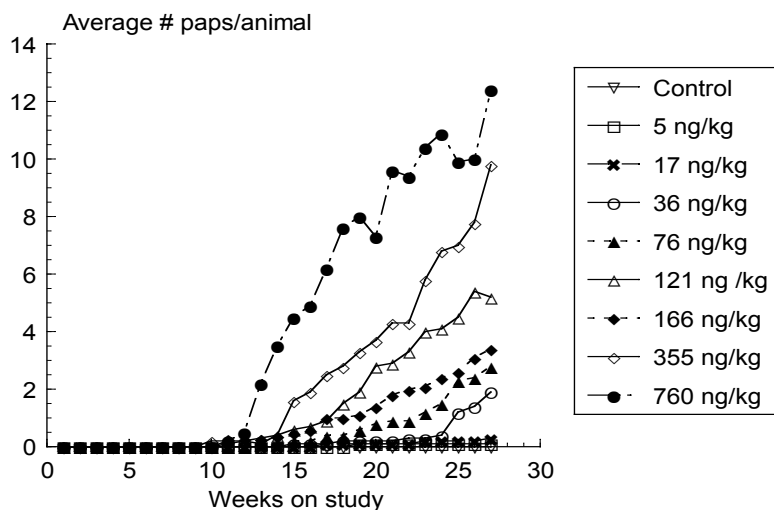 Average # paps/animal
14
12
10
8
6
4
2
0
0 5 10 15 20 25 30
Weeks on study
Control
5 ng/kg
17 ng/kg
36 ng/kg
76 ng/kg
121 ng /kg
166 ng/kg
355 ng/kg
760 ng/kg